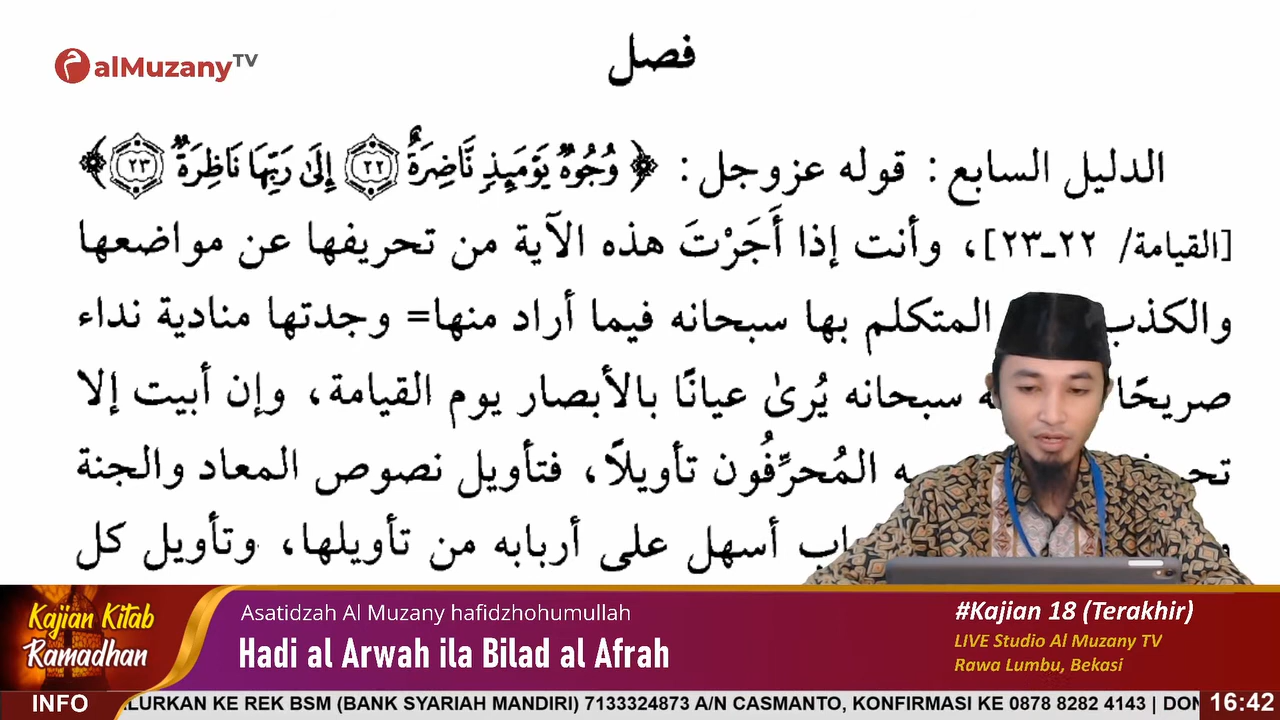 فصل
almuzanyTV
الدليل السابع : قوله عزوجل : ﴿ وُجُوهٌ يَوْمَئِذٍ نَّاضِرَةٌ ٢٢ إِلَىٰ رَبِّهَا نَاظِرَةٌ ٢٣ ﴾
[القيامة/ ٢٢ـ٢٣]، وأنت إذا أَجَرْتَ هذه الآية من تحريفها عن مواضعها
والكذب المتكلم بها سبحانه فيما أراد منها= وجدتها منادية نداء
صريحًا سبحانه يُرىٰ عيانًا بالأبصار يوم القيامة، وإن أبيت إلا
المُحرِّفُون تأويلاً، فتأويل نصوص المعاد والجنة
أسهل على أربابه من تأويلها، وتأويل كل
Kajian Kitab
Ramadhan
Asatidzah Al Muzany hafidzhohumullah
Hadi al Arwah ila Bilad al Afrah
#Kajian 18 (Terakhir)
LIVE Studio Al Muzany TV
Rawa Lumbu, Bekasi
INFO
KE REK BSM (BANK SYARIAH MANDIRI) 7133324873 A/N CASMANTO, KONFIRMASI KE 0878 8282 4143 |
16:42